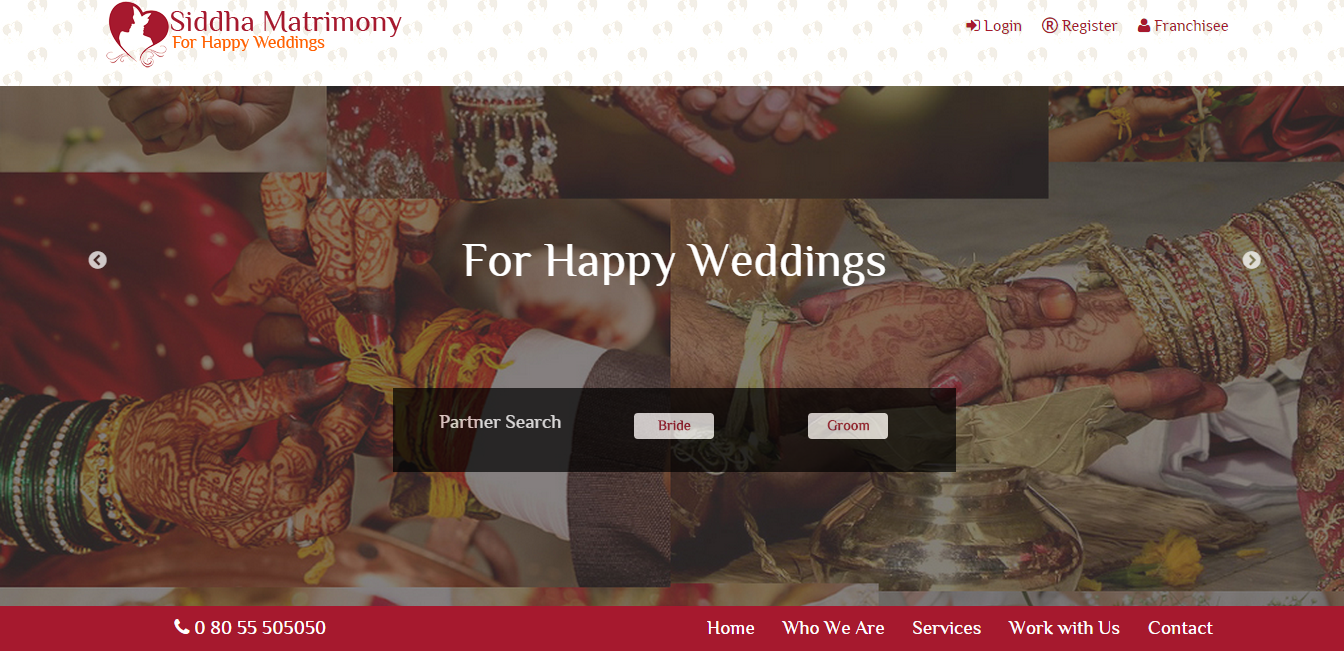 Siddha Matrimony
For Happy Weddings
Login ® Register Franchisee
For Happy Weddings
Partner Search Bride Groom
0 80 55 505050 Home Who We Are Services Work with Us Contact